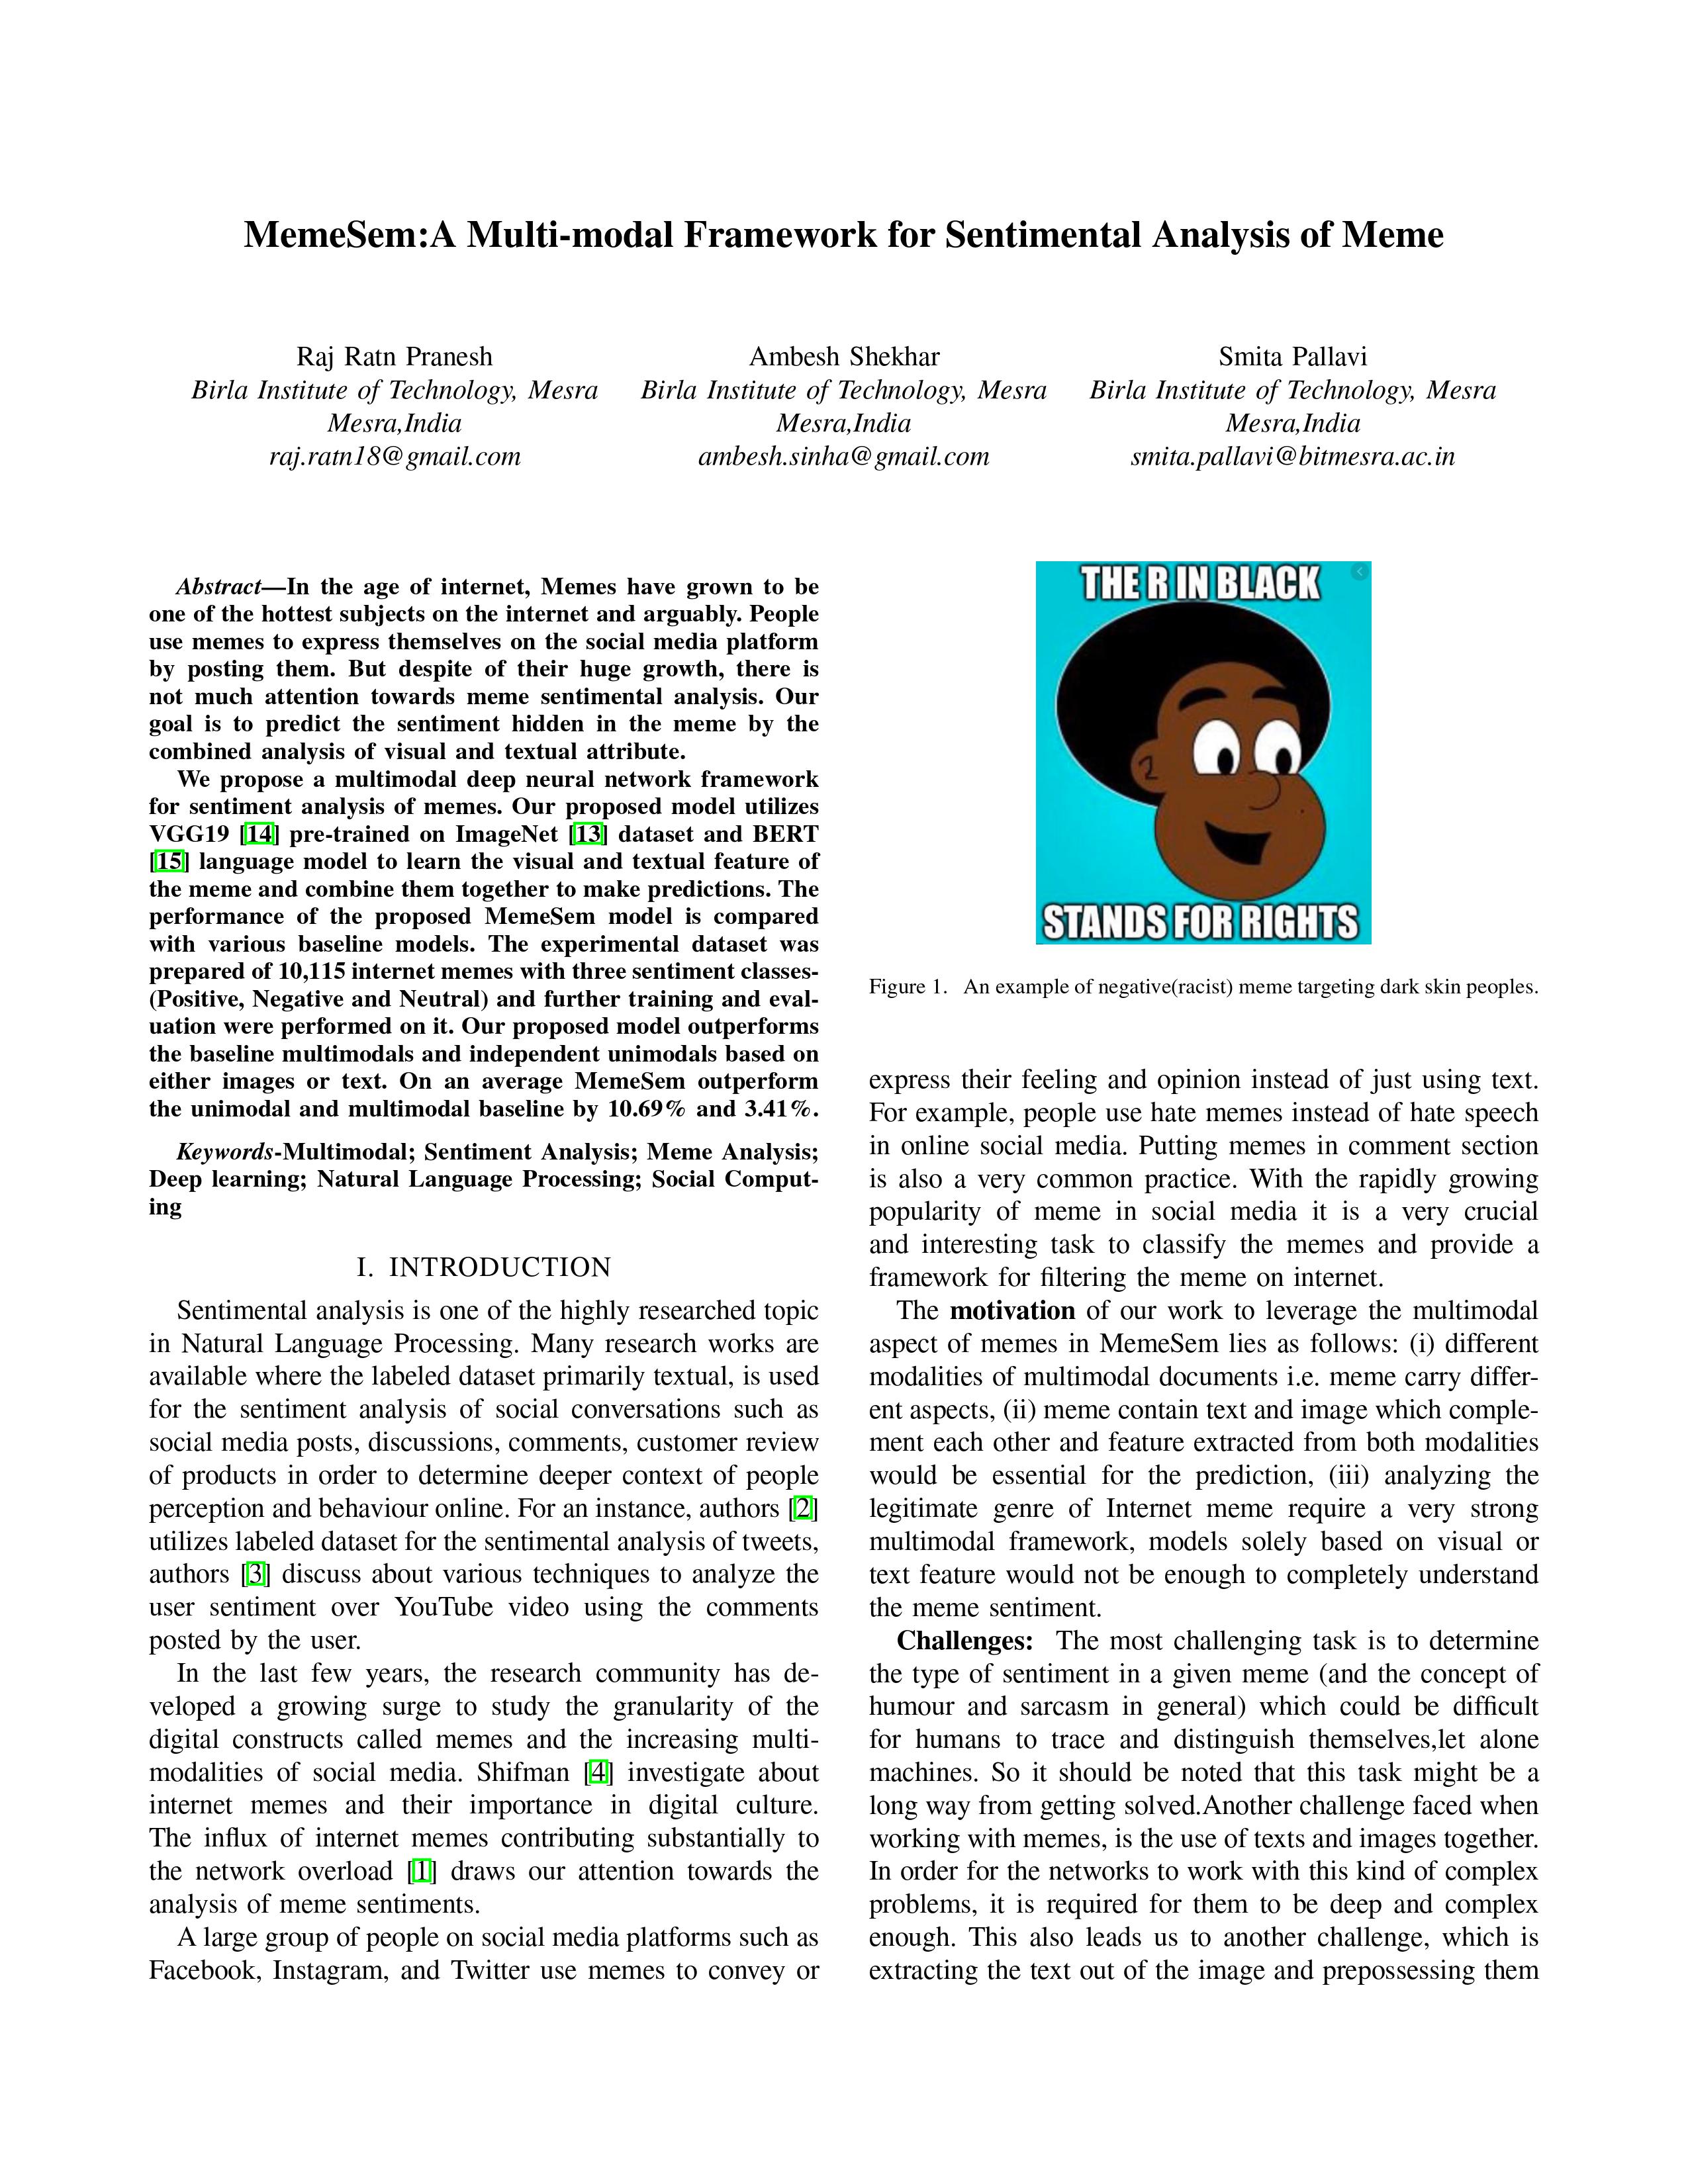 MemeSem:A Multi-modal Framework for Sentimental Analysis of Meme
Raj Ratn Pranesh
Birla Institute of Technology, Mesra
Mesra,India
raj.ratn18@gmail.com
Ambesh Shekhar
Birla Institute of Technology, Mesra
Mesra,India
ambesh.sinha@gmail.com
Smita Pallavi
Birla Institute of Technology, Mesra
Mesra,India
smita.pallavi@bitmesra.ac.in
Abstract—In the age of internet, Memes have grown to be
one of the hottest subjects on the internet and arguably. People
use memes to express themselves on the social media platform
by posting them. But despite of their huge growth, there is
not much attention towards meme sentimental analysis. Our
goal is to predict the sentiment hidden in the meme by the
combined analysis of visual and textual attribute.
We propose a multimodal deep neural network framework
for sentiment analysis of memes. Our proposed model utilizes
VGG19 [14] pre-trained on ImageNet [13] dataset and BERT
[15] language model to learn the visual and textual feature of
the meme and combine them together to make predictions. The
performance of the proposed MemeSem model is compared
with various baseline models. The experimental dataset was
prepared of 10,115 internet memes with three sentiment classes-
(Positive, Negative and Neutral) and further training and eval-
uation were performed on it. Our proposed model outperforms
the baseline multimodals and independent unimodals based on
either images or text. On an average MemeSem outperform
the unimodal and multimodal baseline by 10.69% and 3.41%.
Keywords-Multimodal; Sentiment Analysis; Meme Analysis;
Deep learning; Natural Language Processing; Social Comput-
ing
I. INTRODUCTION
Sentimental analysis is one of the highly researched topic
in Natural Language Processing. Many research works are
available where the labeled dataset primarily textual, is used
for the sentiment analysis of social conversations such as
social media posts, discussions, comments, customer review
of products in order to determine deeper context of people
perception and behaviour online. For an instance, authors [2]
utilizes labeled dataset for the sentimental analysis of tweets,
authors [3] discuss about various techniques to analyze the
user sentiment over YouTube video using the comments
posted by the user.
In the last few years, the research community has de-
veloped a growing surge to study the granularity of the
digital constructs called memes and the increasing multi-
modalities of social media. Shifman [4] investigate about
internet memes and their importance in digital culture.
The influx of internet memes contributing substantially to
the network overload [1] draws our attention towards the
analysis of meme sentiments.
A large group of people on social media platforms such as
Facebook, Instagram, and Twitter use memes to convey or
THE R IN BLACK
STANDS FOR RIGHTS
Figure 1. An example of negative(racist) meme targeting dark skin peoples.
express their feeling and opinion instead of just using text.
For example, people use hate memes instead of hate speech
in online social media. Putting memes in comment section
is also a very common practice. With the rapidly growing
popularity of meme in social media it is a very crucial
and interesting task to classify the memes and provide a
framework for filtering the meme on internet.
The motivation of our work to leverage the multimodal
aspect of memes in MemeSem lies as follows: (i) different
modalities of multimodal documents i.e. meme carry differ-
ent aspects, (ii) meme contain text and image which comple-
ment each other and feature extracted from both modalities
would be essential for the prediction, (iii) analyzing the
legitimate genre of Internet meme require a very strong
multimodal framework, models solely based on visual or
text feature would not be enough to completely understand
the meme sentiment.
Challenges: The most challenging task is to determine
the type of sentiment in a given meme (and the concept of
humour and sarcasm in general) which could be difficult
for humans to trace and distinguish themselves,let alone
machines. So it should be noted that this task might be a
long way from getting solved.Another challenge faced when
working with memes, is the use of texts and images together.
In order for the networks to work with this kind of complex
problems, it is required for them to be deep and complex
enough. This also leads us to another challenge, which is
extracting the text out of the image and prepossessing them